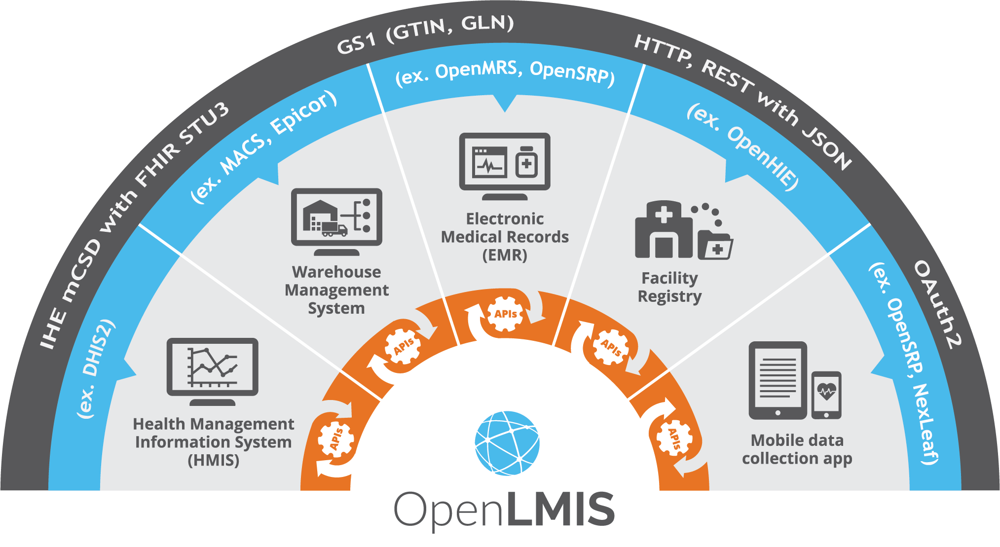 IHE mCSD with FHIR STU3
GS1 (GTIN, GLN)
HTTP, REST with JSON
OAuth2
(ex. DHIS2)
(ex. MACS, Epicor)
(ex. OpenMRS, OpenSRP)
(ex. OpenHIE)
(ex. OpenSRP, NexLeaf)
Health Management
Information System
(HMIS)
Warehouse
Management
System
Electronic
Medical Records
(EMR)
Facility
Registry
Mobile data
collection app
APIs
APIs
APIs
APIs
APIs
OpenLMIS